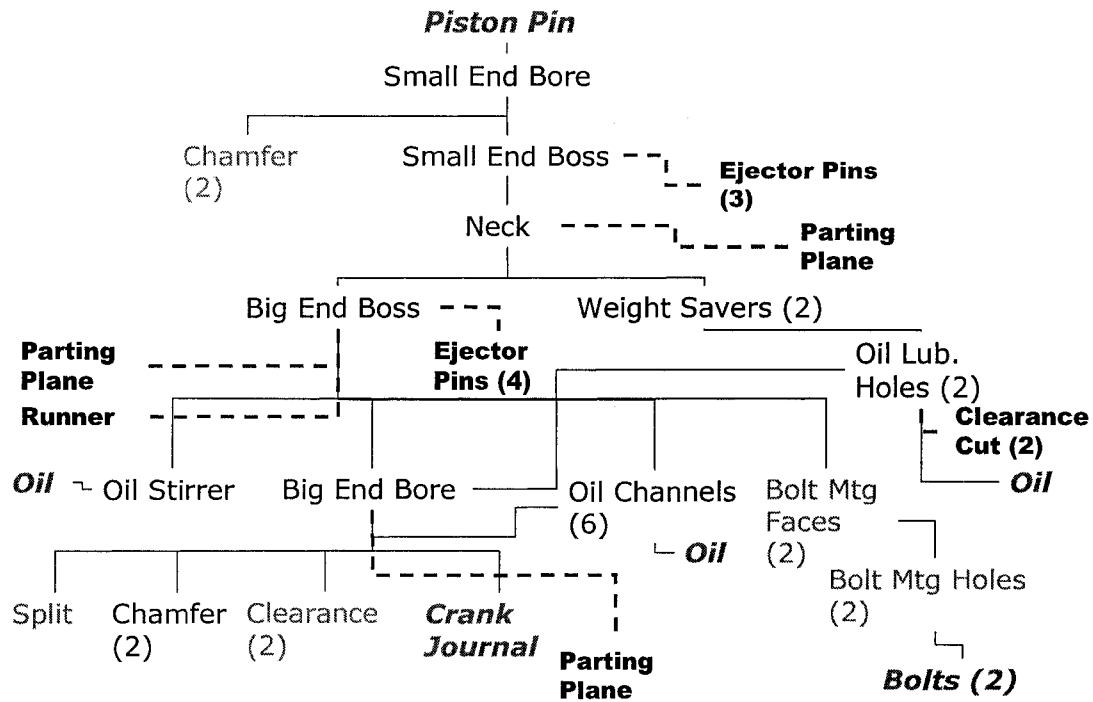 Piston Pin
Small End Bore
Chamfer
(2)
Small End Boss
Ejector Pins
(3)
Neck
Parting
Plane
Big End Boss
Weight Savers (2)
Parting
Plane
Ejector
Pins (4)
Oil Lub.
Holes (2)
Runner
Clearance
Cut (2)
Oil
Oil Stirrer
Big End Bore
Oil Channels
(6)
Bolt Mtg
Faces
(2)
Oil
Oil
Bolt Mtg Holes
(2)
Split
Chamfer
(2)
Clearance
(2)
Crank
Journal
Parting
Plane
Bolts (2)